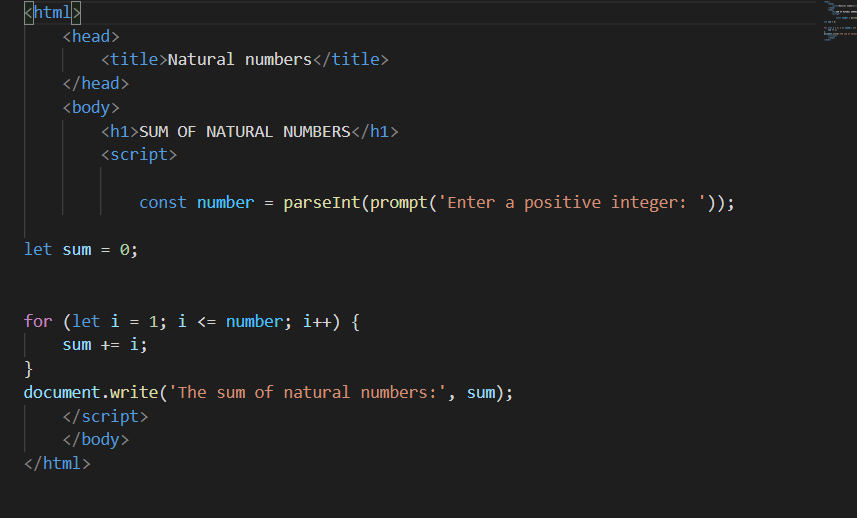 <html>
<head>
<title>Natural numbers</title>
</head>
<body>
<h1>SUM OF NATURAL NUMBERS</h1>
<script>
const number = parseInt(prompt('Enter a positive integer: '));
let sum = 0;
for (let i = 1; i <= number; i++) {
sum += i;
}
document.write('The sum of natural numbers:', sum);
</script>
</body>
</html>